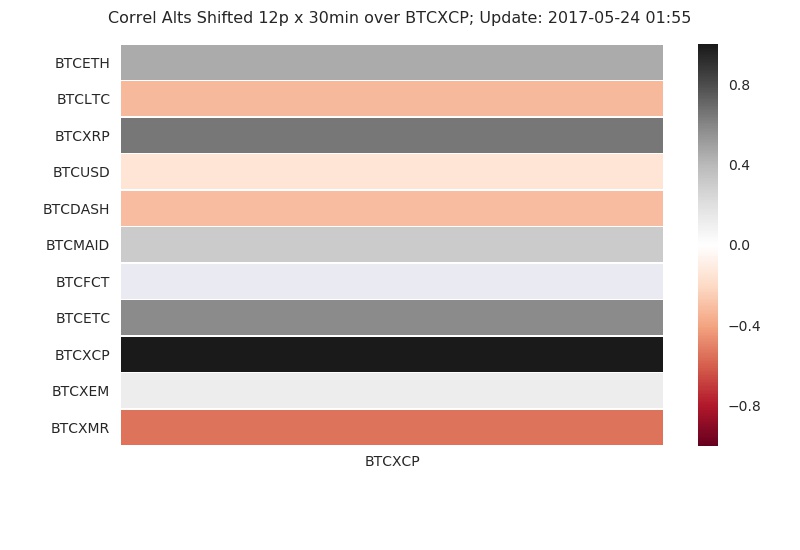 Correl Alts Shifted 12p x 30min over BTCXCP; Update: 2017-05-24 01:55
BTCETH
BTCLTC
BTCXRP
BTCUSD
BTCDASH
BTCMAID
BTCFCT
BTCETC
BTCXCP
BTCXEM
BTCXMR
BTCXCP
0.8
0.4
0.0
−0.4
−0.8